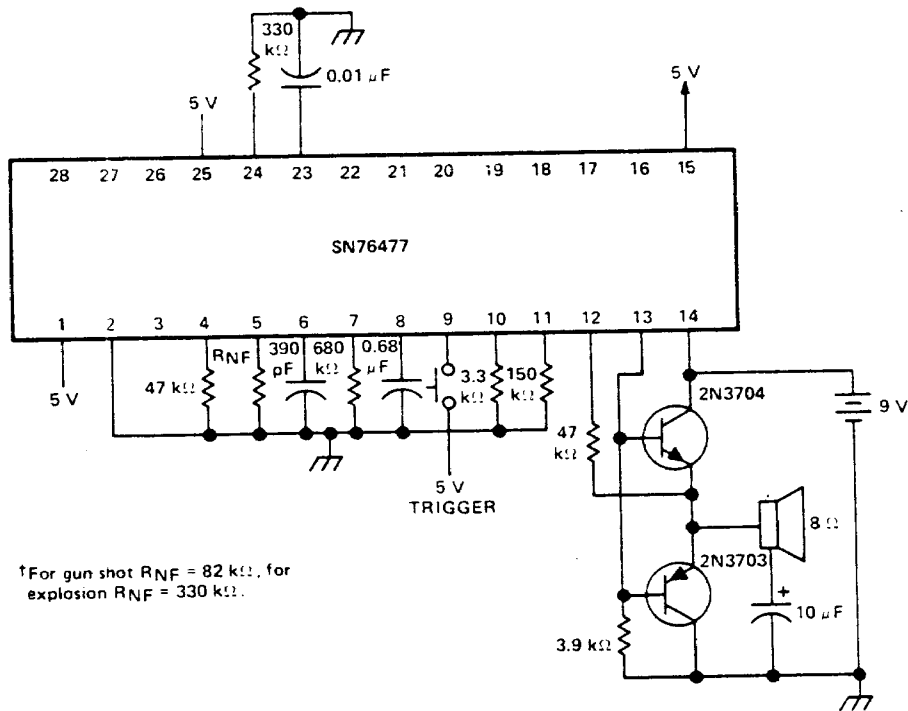 330
kΩ
0.01 μF
5 V
5 V
28 27 26 25 24 23 22 21 20 19 18 17 16 15
SN76477
1 2 3 4 5 6 7 8 9 10 11 12 13 14
5 V
47 kΩ
RNF
390
pF
680
kΩ
0.68
μF
3.3
kΩ
150
kΩ
5 V
TRIGGER
47
kΩ
2N3704
9 V
8 Ω
2N3703
+
10 μF
3.9 kΩ
†For gun shot RNF = 82 kΩ, for
explosion RNF = 330 kΩ.